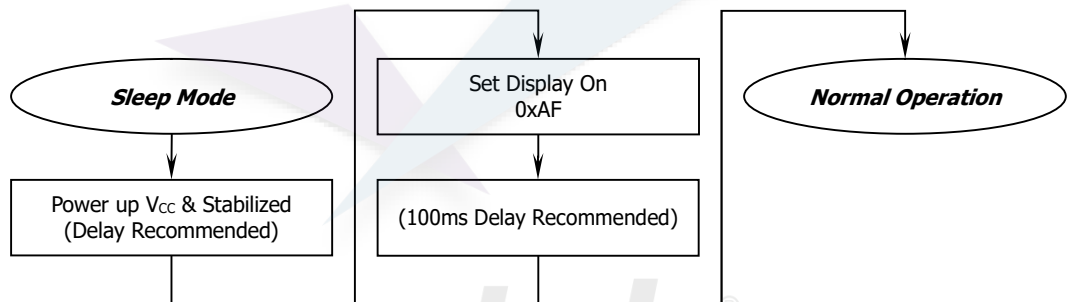 Sleep Mode
Power up VCC & Stabilized
(Delay Recommended)
Set Display On
0xAF
(100ms Delay Recommended)
Normal Operation
©